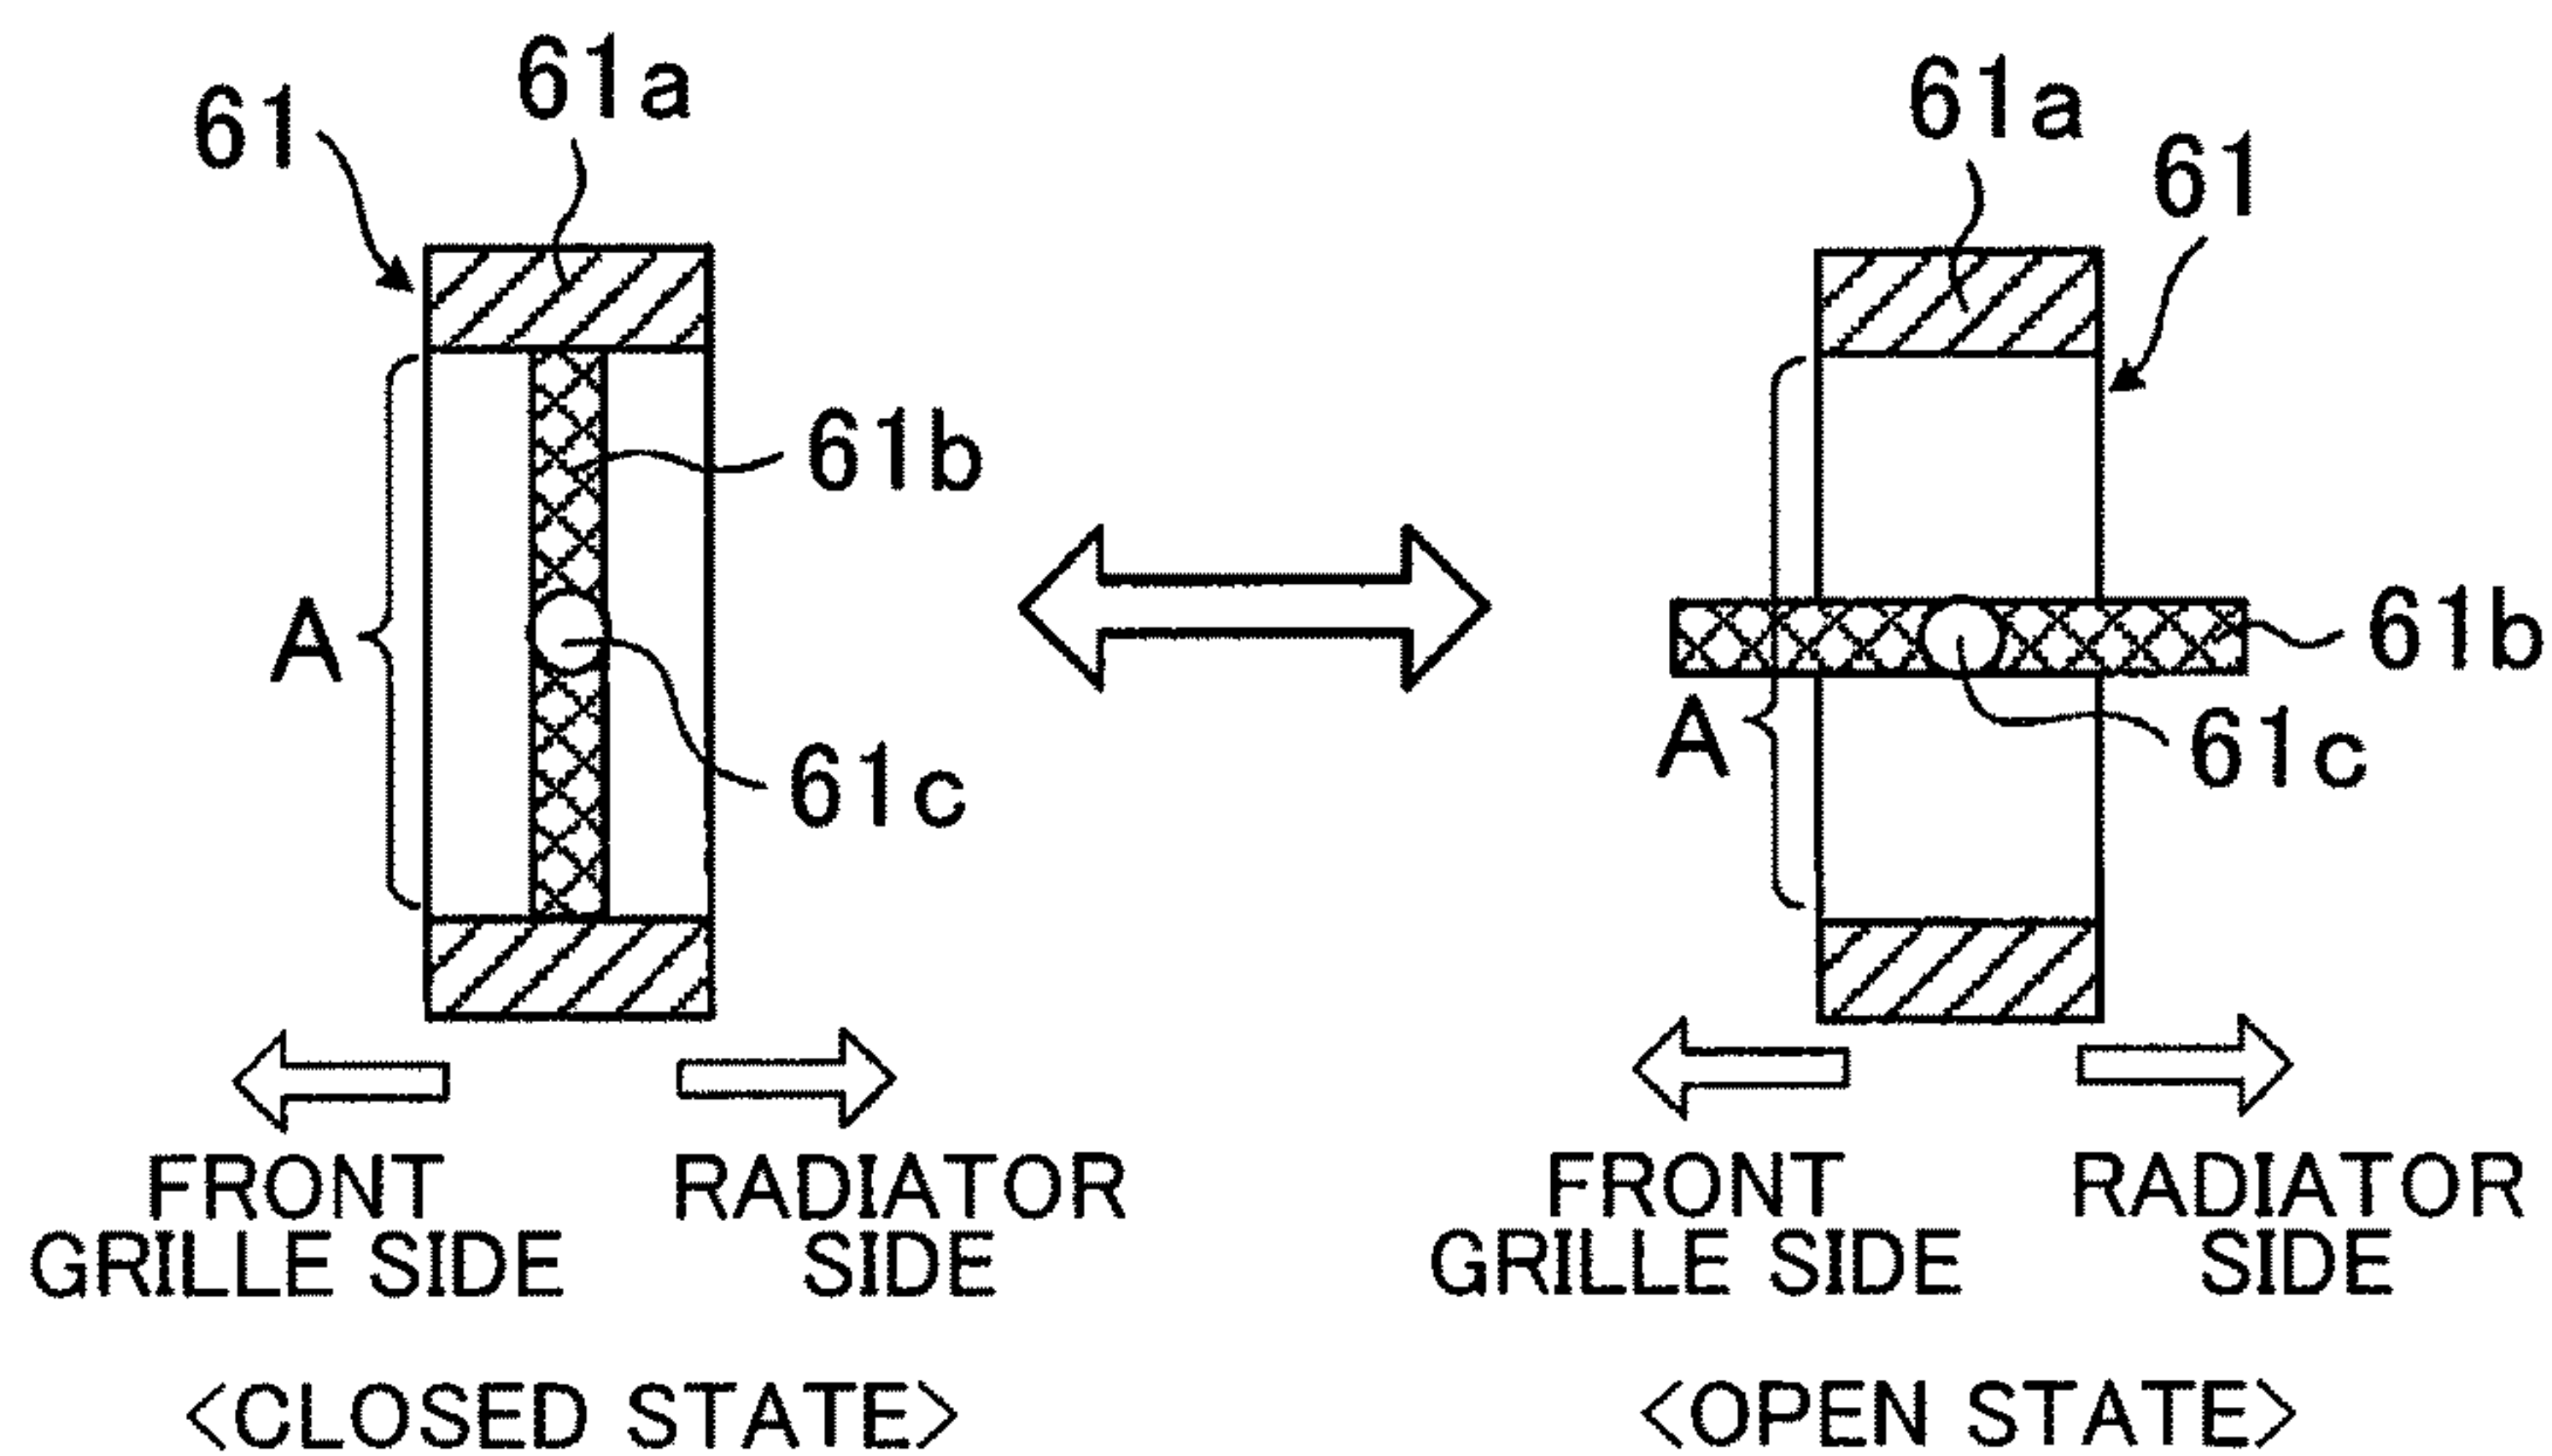 61
61a
61b
A
61c
FRONT
GRILLE SIDE
RADIATOR
SIDE
<CLOSED STATE>
61a
61
61b
A
61c
FRONT
GRILLE SIDE
RADIATOR
SIDE
<OPEN STATE>